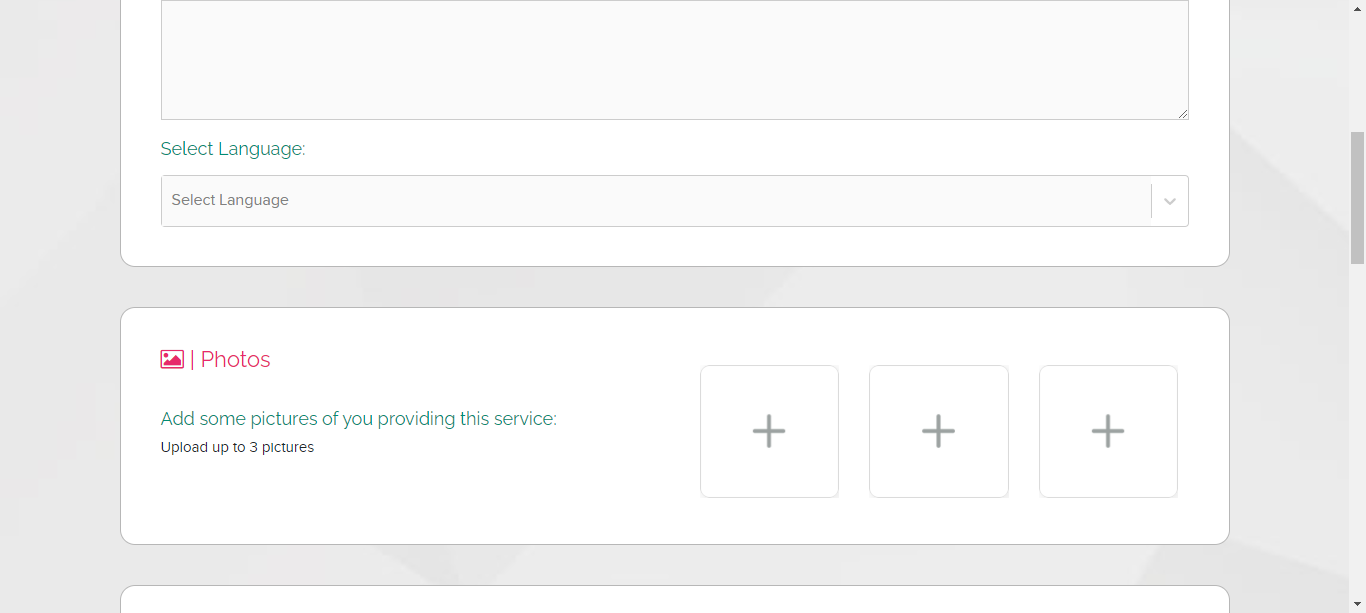 Select Language:
Select Language
| Photos
Add some pictures of you providing this service:
Upload up to 3 pictures